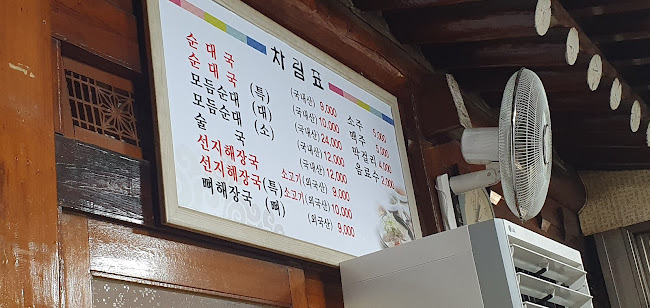 차림표
순대국 (국내산) 9,000
순대국 (특) (국내산) 10,000
모듬순대 (대) (국내산) 24,000
모듬순대 (소) (국내산) 12,000
술국 (국내산) 12,000
선지해장국 소고기(외국산) 9,000
선지해장국(특) 소고기(외국산) 10,000
뼈해장국 (뼈) (외국산) 9,000
소주 5,000
맥주 5,000
막걸리 4,000
음료수 2,000